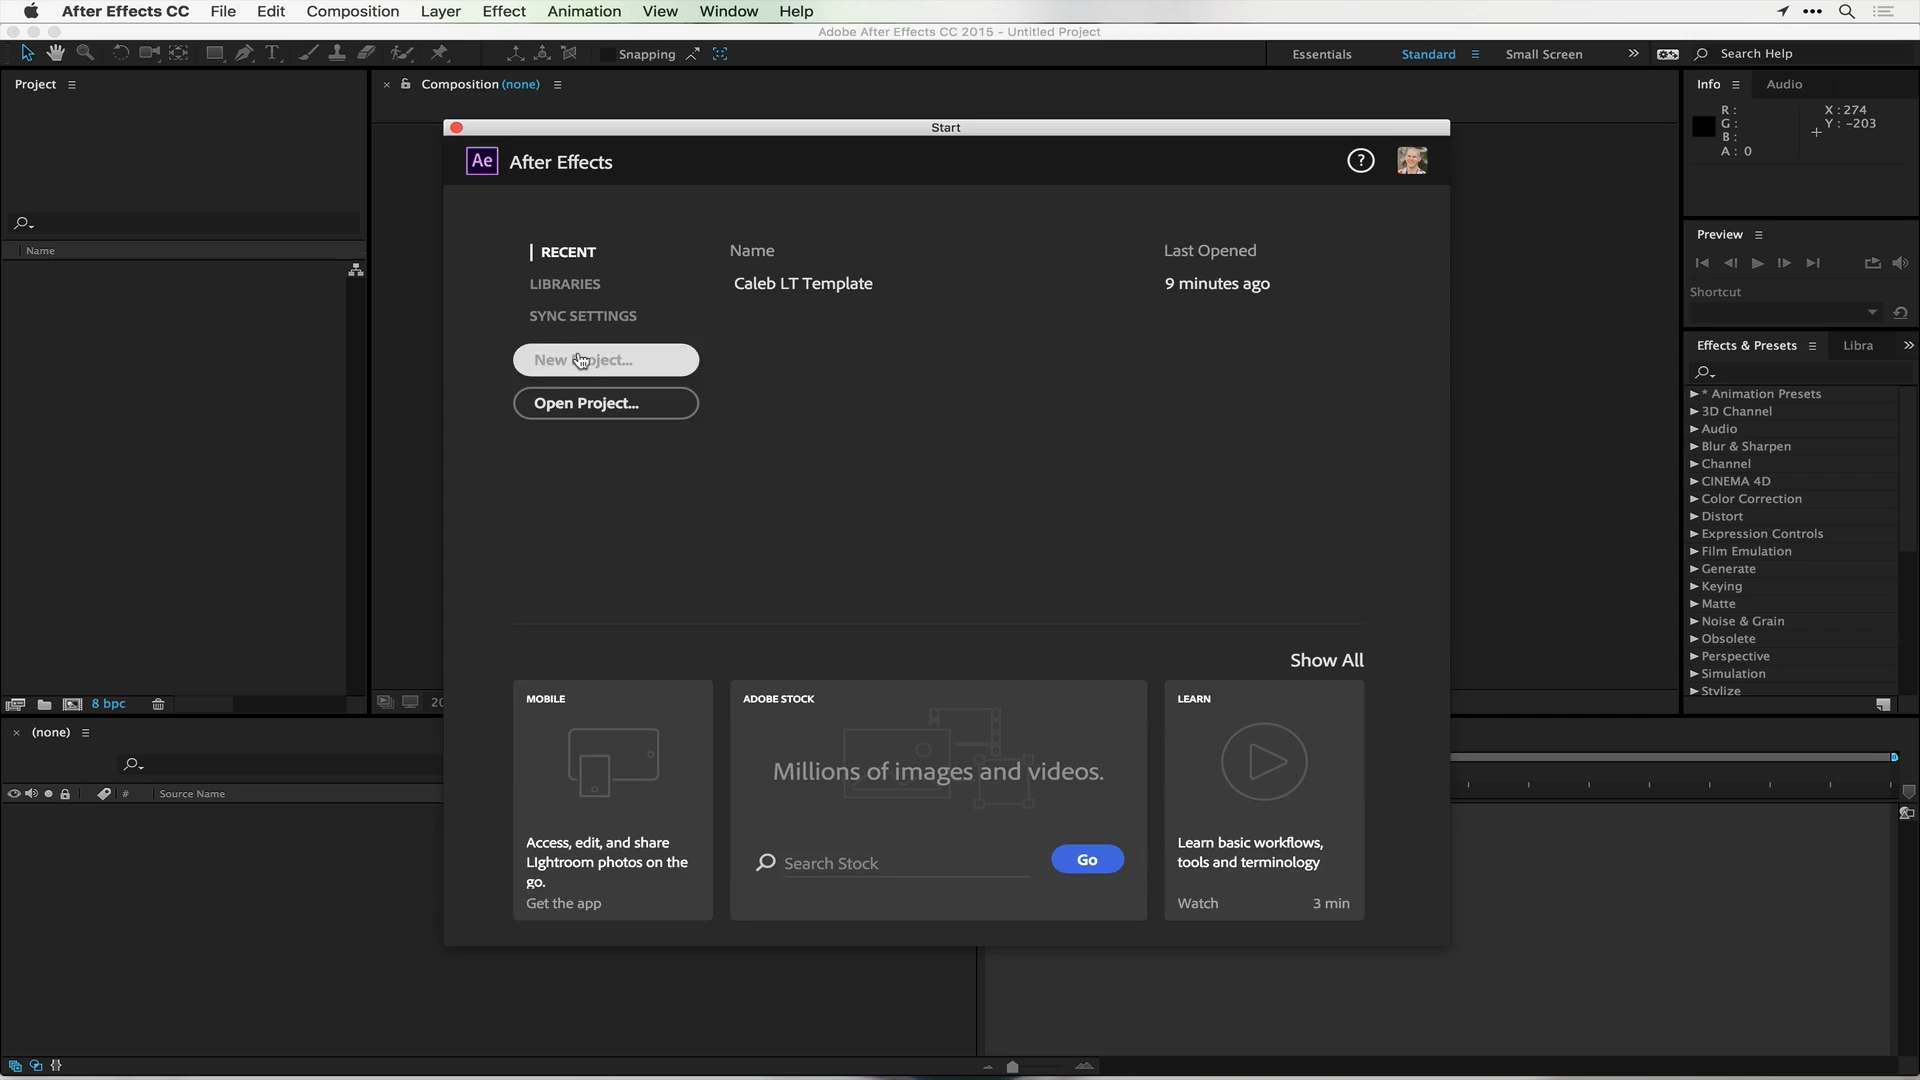 After Effects CC File Edit Composition Layer Effect Animation View Window Help
Adobe After Effects CC 2015 - Untitled Project
T Snapping Essentials Standard Small Screen Search Help
Project
Composition (none)
Info Audio
R:
G:
B:
A: 0
X: 274
Y: -203
Start
Ae After Effects
?
Name
RECENT
LIBRARIES
SYNC SETTINGS
New Project...
Open Project...
Name
Caleb LT Template
Last Opened
9 minutes ago
Preview
Shortcut
Effects & Presets Libra
* Animation Presets
3D Channel
Audio
Blur & Sharpen
Channel
CINEMA 4D
Color Correction
Distort
Expression Controls
Film Emulation
Generate
Keying
Matte
Noise & Grain
Obsolete
Perspective
Simulation
Stylize
Show All
MOBILE
Access, edit, and share
Lightroom photos on the
go.
Get the app
ADOBE STOCK
Millions of images and videos.
Search Stock
Go
LEARN
Learn basic workflows,
tools and terminology
Watch 3 min
8 bpc
20
(none)
# Source Name